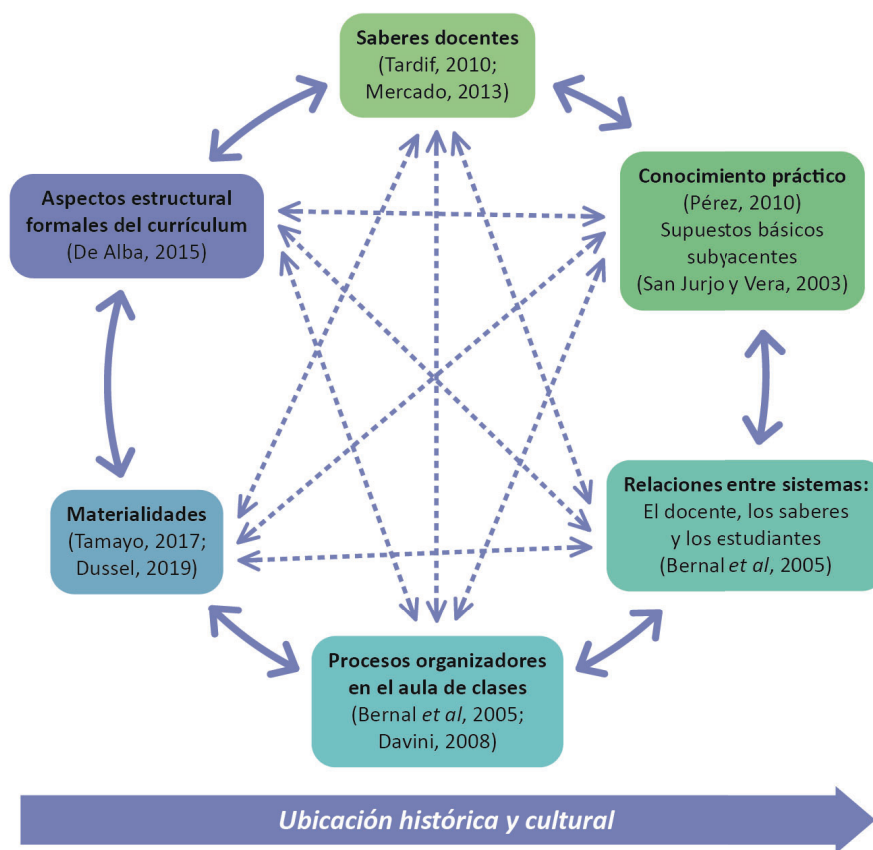 Saberes docentes
(Tardif, 2010;
Mercado, 2013)
Conocimiento práctico
(Pérez, 2010)
Supuestos básicos
subyacentes
(San Jurjo y Vera, 2003)
Aspectos estructural
formales del currículum
(De Alba, 2015)
Relaciones entre sistemas:
El docente, los saberes
y los estudiantes
(Bernal et al, 2005)
Materialidades
(Tamayo, 2017;
Dussel, 2019)
Procesos organizadores
en el aula de clases
(Bernal et al, 2005;
Davini, 2008)
Ubicación histórica y cultural